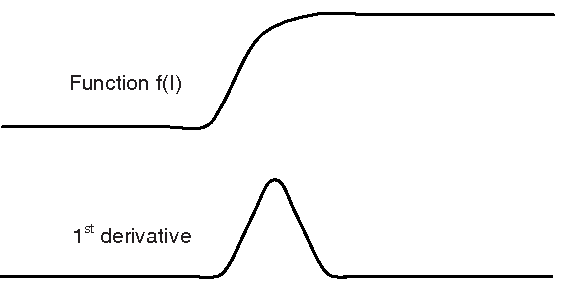 Function f(I)
1st derivative